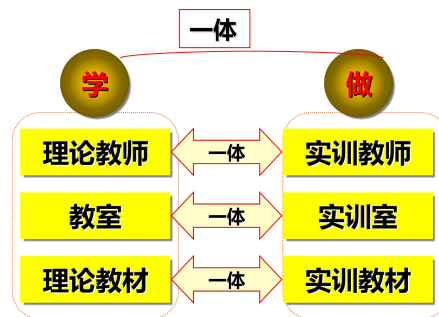 一体
学 做
理论教师 一体 实训教师
教室 一体 实训室
理论教材 一体 实训教材